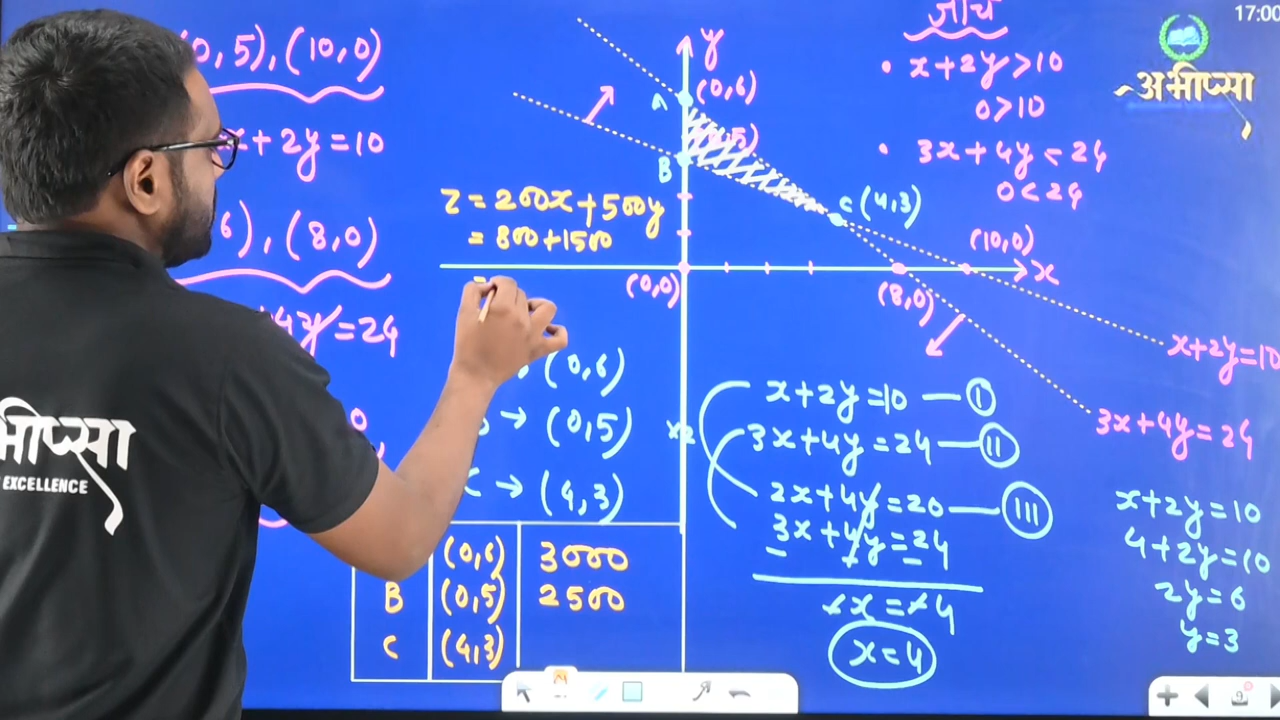 (0,5),(10,0)
x+2y=10
6),(8,0)
+4y=24
y
A
(0,6)
B
C (4,3)
(10,0)
x
(0,0)
(8,0)
x+2y=10
3x+4y=24
Z=200x+500y
=800+1500
=
(0,6)
→ (0,5)
C → (4,3)
(0,6) 3000
B (0,5) 2500
C (4,3)
जांच
• x+2y>10
0>10
• 3x+4y<24
0<24
x+2y=10 — I
3x+4y=24 — II
2x+4y=20 — III
3x+4y=24
- - -
-x=-4
x=4
x+2y=10
4+2y=10
2y=6
y=3
17:00
अभीप्सा
भीप्सा
EXCELLENCE